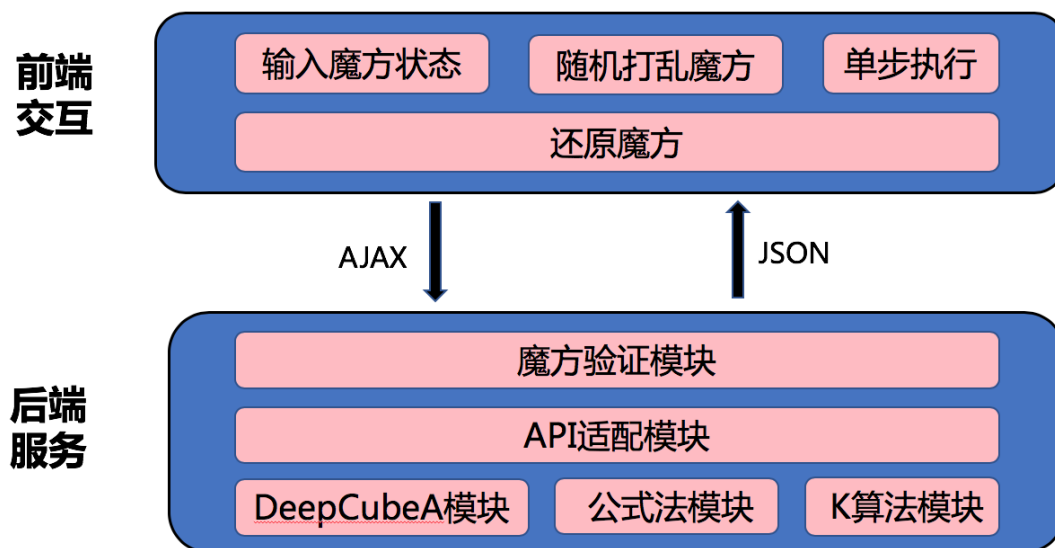 前端
交互
输入魔方状态
随机打乱魔方
单步执行
还原魔方
AJAX
JSON
后端
服务
魔方验证模块
API适配模块
DeepCubeA模块
公式法模块
K算法模块